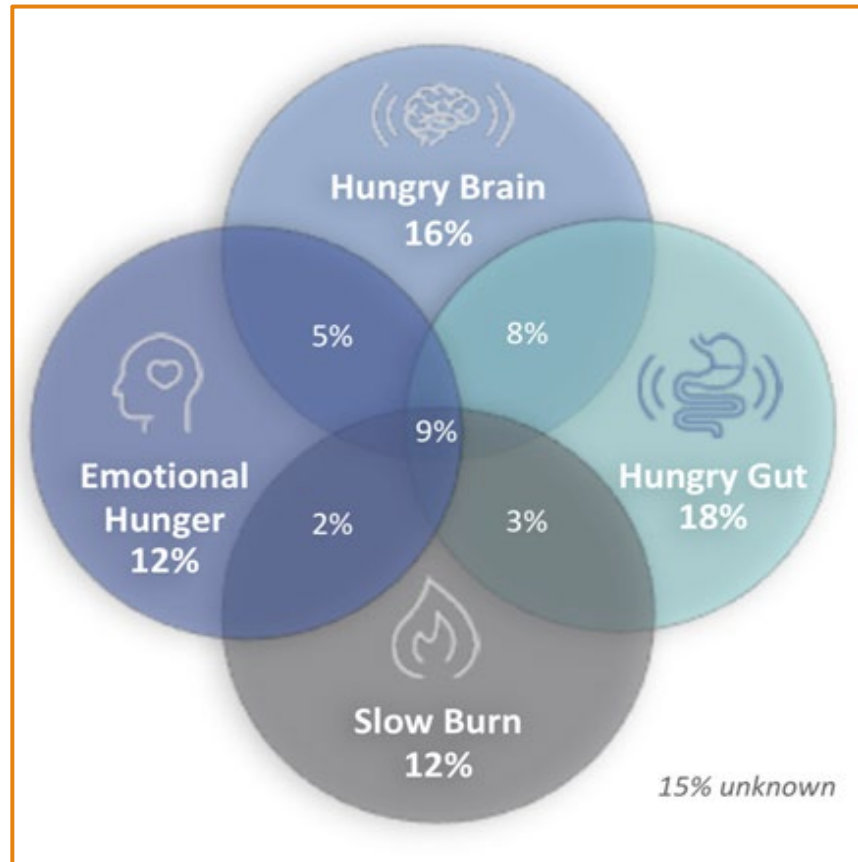 Hungry Brain
16%
5%
8%
Emotional
Hunger
12%
9%
Hungry Gut
18%
2%
3%
Slow Burn
12%
15% unknown